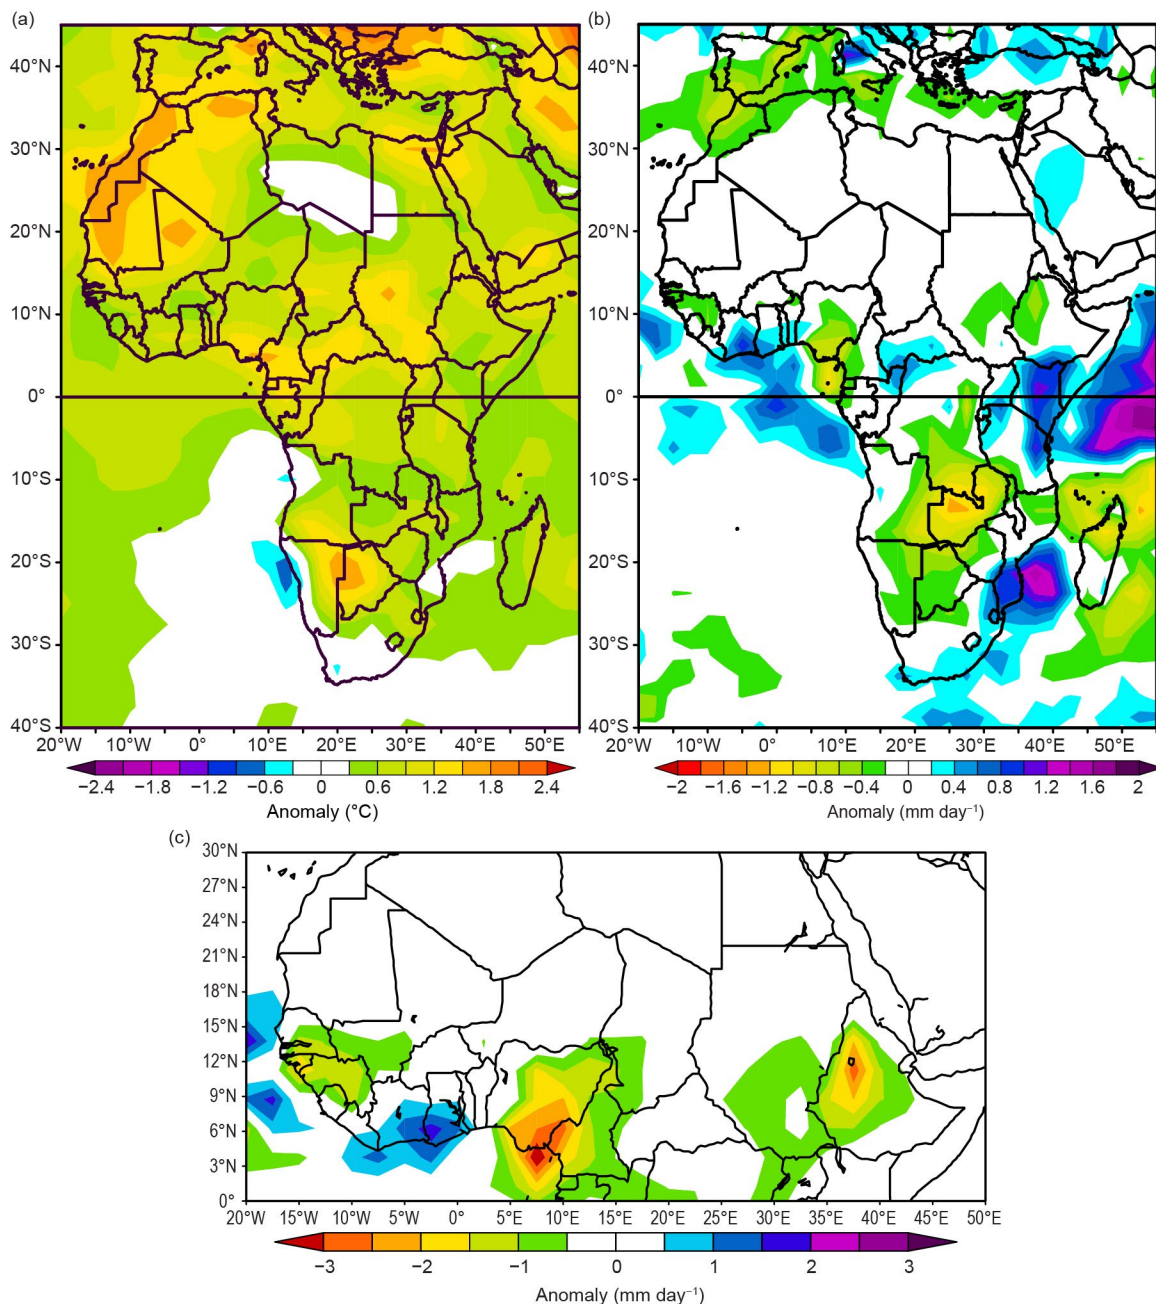 (a)
(b)
40°N
30°N
20°N
10°N
0°
10°S
20°S
30°S
40°S
20°W 10°W 0° 10°E 20°E 30°E 40°E 50°E
−2.4 −1.8 −1.2 −0.6 0 0.6 1.2 1.8 2.4
Anomaly (°C)
40°N
30°N
20°N
10°N
0°
10°S
20°S
30°S
40°S
20°W 10°W 0° 10°E 20°E 30°E 40°E 50°E
−2 −1.6 −1.2 −0.8 −0.4 0 0.4 0.8 1.2 1.6 2
Anomaly (mm day⁻¹)
(c)
30°N
27°N
24°N
21°N
18°N
15°N
12°N
9°N
6°N
3°N
0°
20°W 15°W 10°W 5°W 0° 5°E 10°E 15°E 20°E 25°E 30°E 35°E 40°E 45°E 50°E
−3 −2 −1 0 1 2 3
Anomaly (mm day⁻¹)